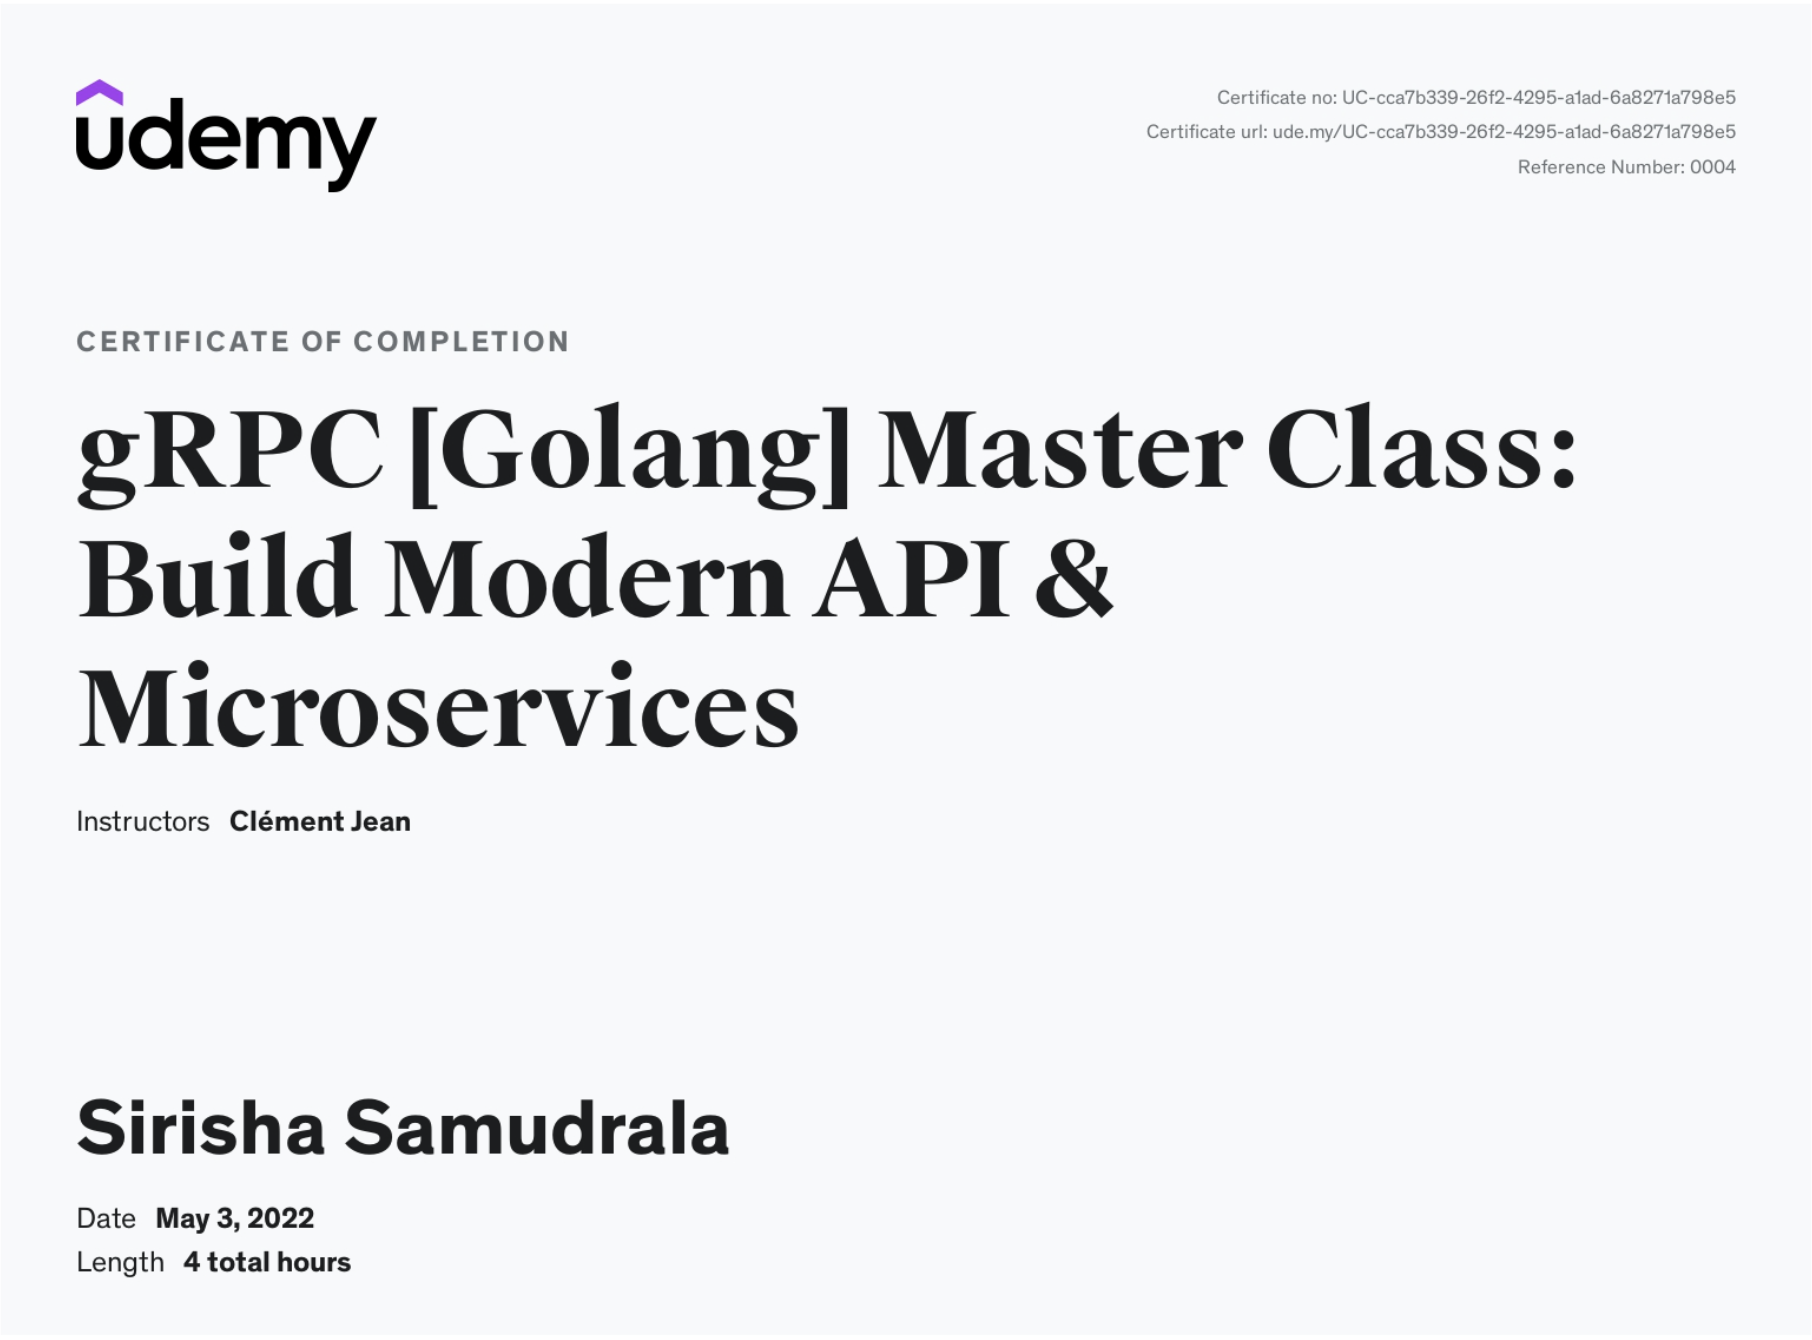 udemy
Certificate no: UC-cca7b339-26f2-4295-a1ad-6a8271a798e5
Certificate url: ude.my/UC-cca7b339-26f2-4295-a1ad-6a8271a798e5
Reference Number: 0004
CERTIFICATE OF COMPLETION
gRPC [Golang] Master Class:
Build Modern API &
Microservices
Instructors Clément Jean
Sirisha Samudrala
Date May 3, 2022
Length 4 total hours